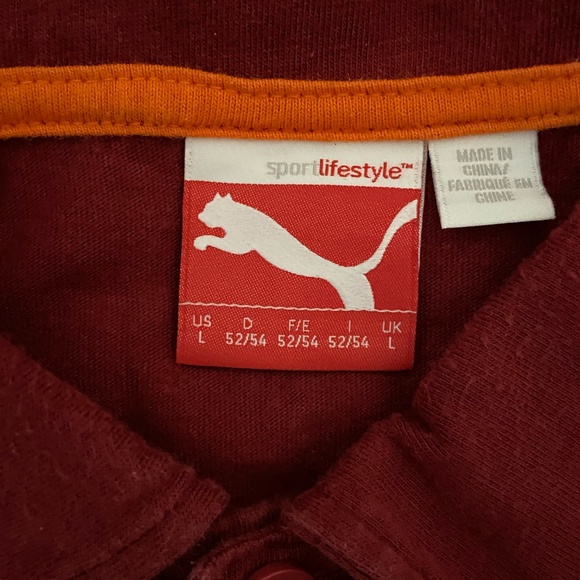 sportlifestyle™
MADE IN
CHINA/
FABRIQUÉ EN
CHINE
US D F/E I UK
L 52/54 52/54 52/54 L